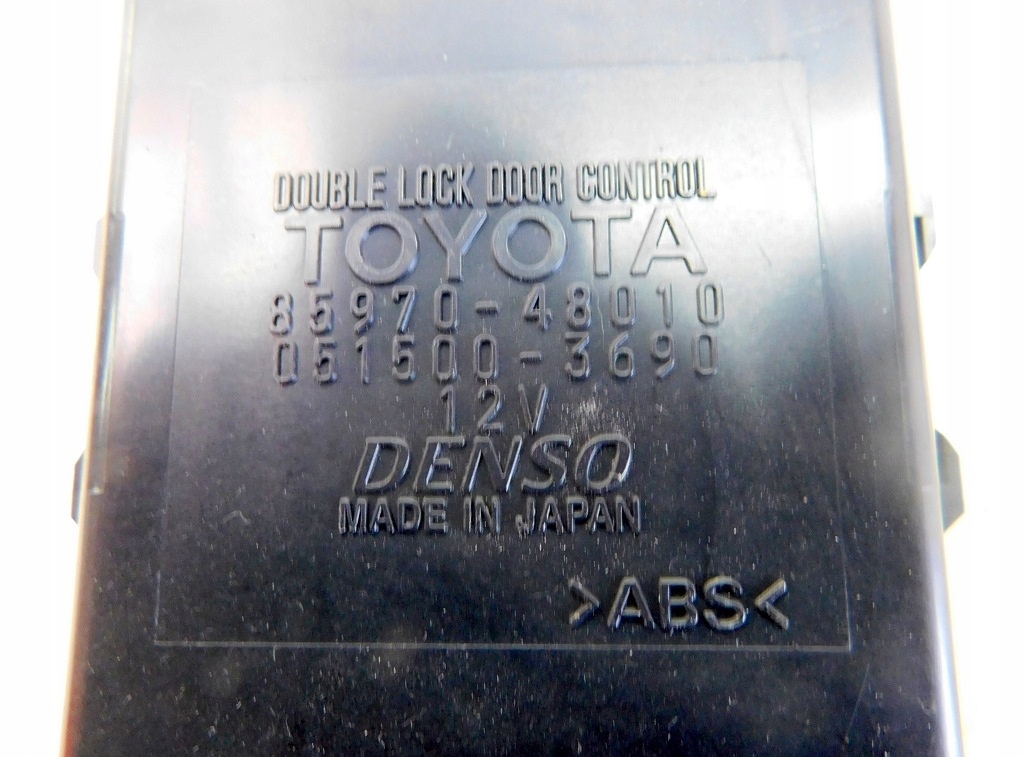 DOUBLE LOCK DOOR CONTROL
TOYOTA
85970-48010
051500-3690
12V
DENSO
MADE IN JAPAN
>ABS<